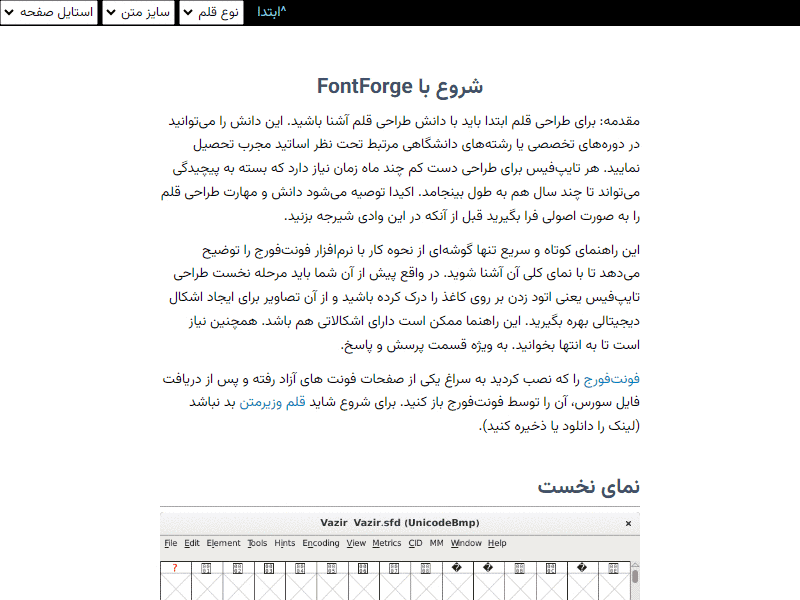 ^ابتدا نوع قلم سایز متن استایل صفحه
شروع با FontForge
مقدمه: برای طراحی قلم ابتدا باید با دانش طراحی قلم آشنا باشید. این دانش را می‌توانید
در دوره‌های تخصصی یا رشته‌های دانشگاهی مرتبط تحت نظر اساتید مجرب تحصیل
نمایید. هر تایپ‌فیس برای طراحی دست کم چند ماه زمان نیاز دارد که بسته به پیچیدگی
می‌تواند تا چند سال هم به طول بینجامد. اکیدا توصیه می‌شود دانش و مهارت طراحی قلم
را به صورت اصولی فرا بگیرید قبل از آنکه در این وادی شیرجه بزنید.
این راهنمای کوتاه و سریع تنها گوشه‌ای از نحوه کار با نرم‌افزار فونت‌فورج را توضیح
می‌دهد تا با نمای کلی آن آشنا شوید. در واقع پیش از آن شما باید مرحله نخست طراحی
تایپ‌فیس یعنی اتود زدن بر روی کاغذ را درک کرده باشید و از آن تصاویر برای ایجاد اشکال
دیجیتالی بهره بگیرید. این راهنما ممکن است دارای اشکالاتی هم باشد. همچنین نیاز
است تا به انتها بخوانید. به ویژه قسمت پرسش و پاسخ.
فونت‌فورج را که نصب کردید به سراغ یکی از صفحات فونت های آزاد رفته و پس از دریافت
فایل سورس، آن را توسط فونت‌فورج باز کنید. برای شروع شاید قلم وزیرمتن بد نباشد
(لینک را دانلود یا ذخیره کنید).
نمای نخست
Vazir Vazir.sfd (UnicodeBmp)
File Edit Element Tools Hints Encoding View Metrics CID MM Window Help